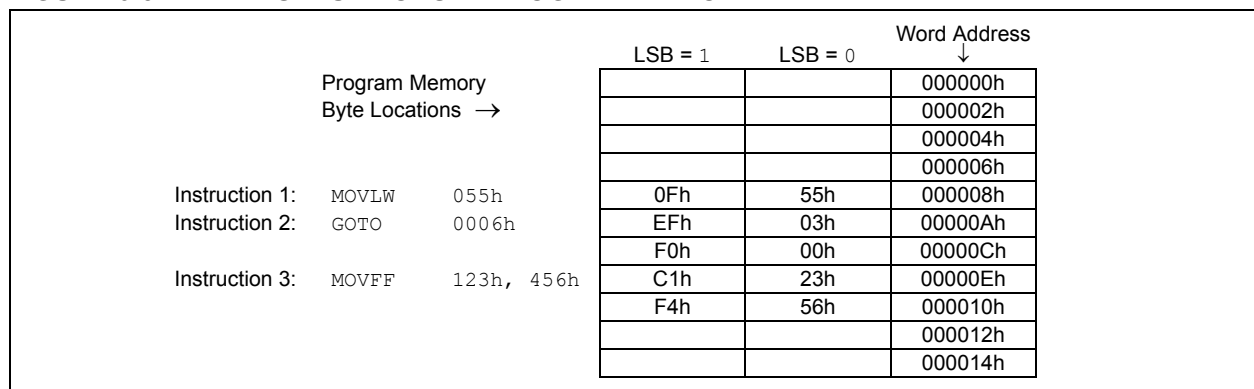 Word Address
LSB = 1 LSB = 0 ↓
Program Memory 000000h
Byte Locations → 000002h
000004h
000006h
Instruction 1: MOVLW 055h 0Fh 55h 000008h
Instruction 2: GOTO 0006h EFh 03h 00000Ah
F0h 00h 00000Ch
Instruction 3: MOVFF 123h, 456h C1h 23h 00000Eh
F4h 56h 000010h
000012h
000014h